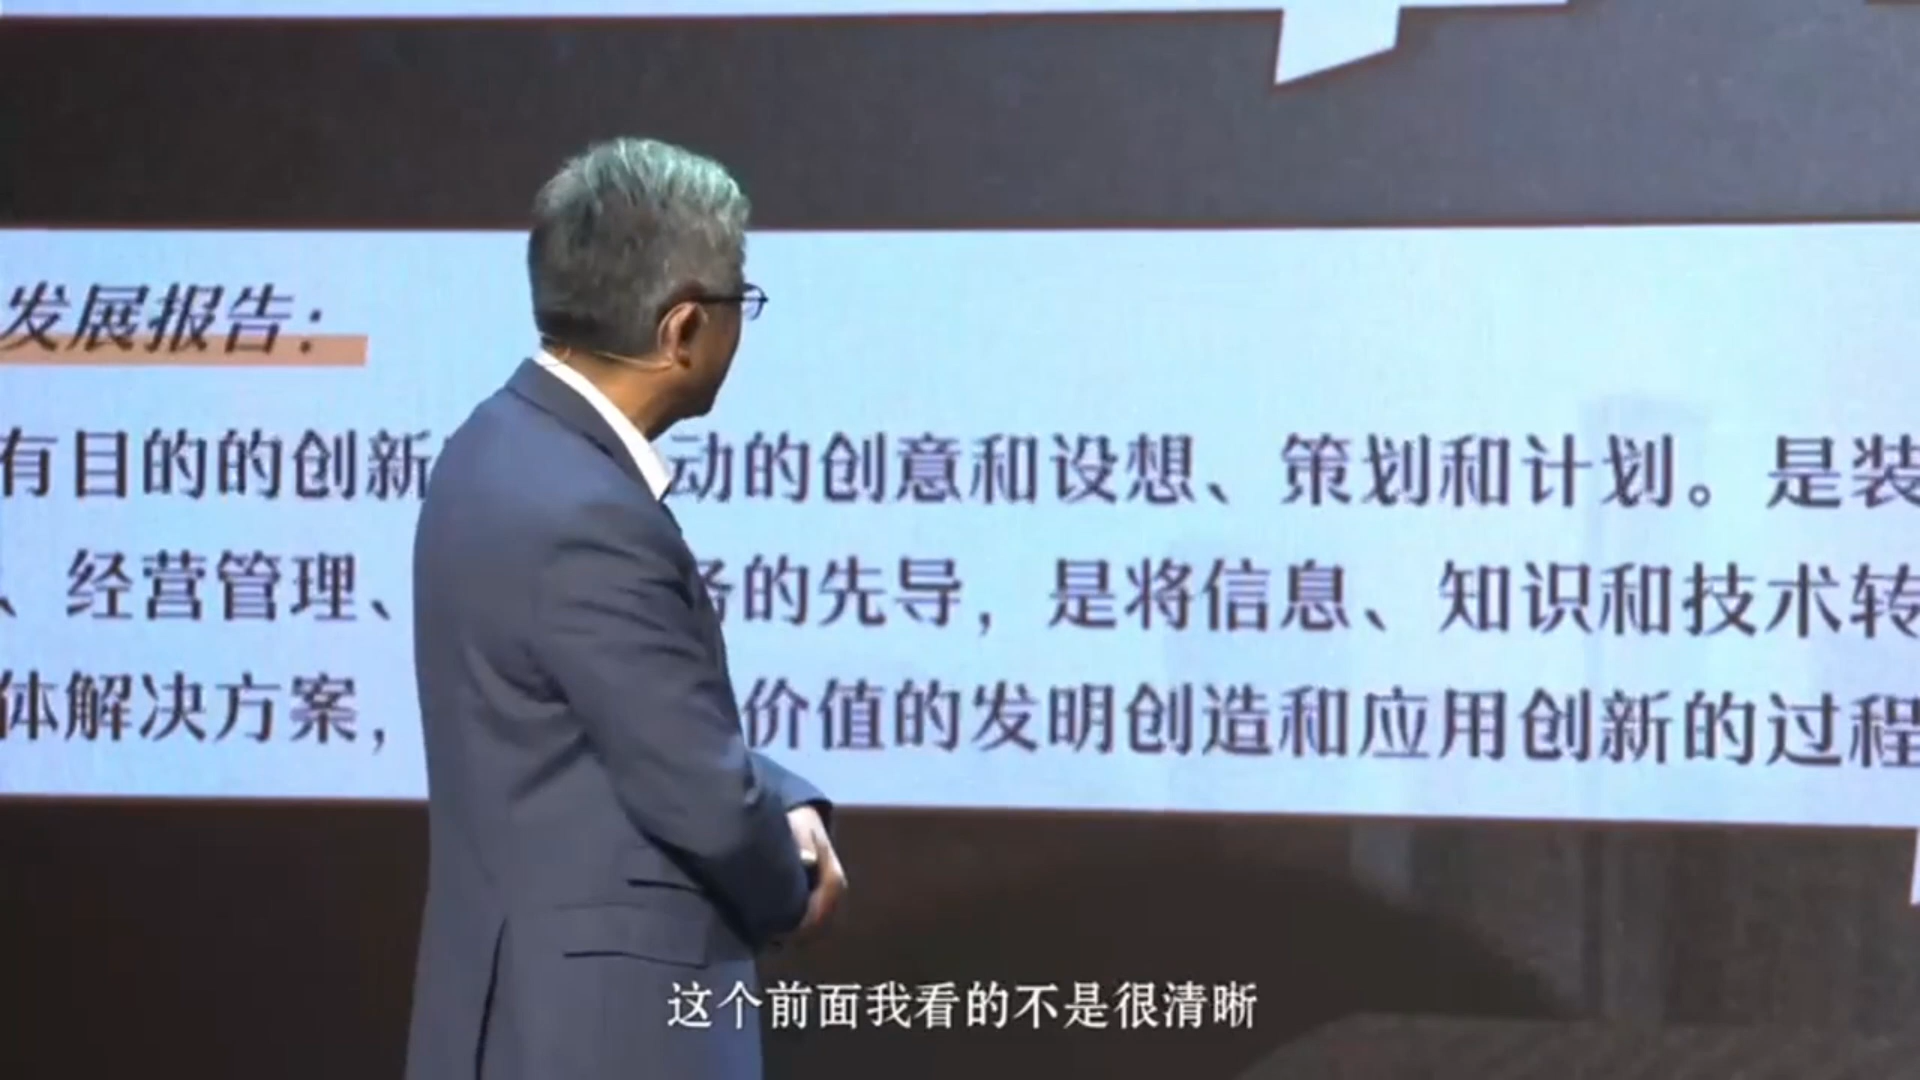 发展报告：
有目的的创新 动的创意和设想、策划和计划。是装
、经营管理、 务的先导，是将信息、知识和技术转
体解决方案， 价值的发明创造和应用创新的过程
这个前面我看的不是很清晰